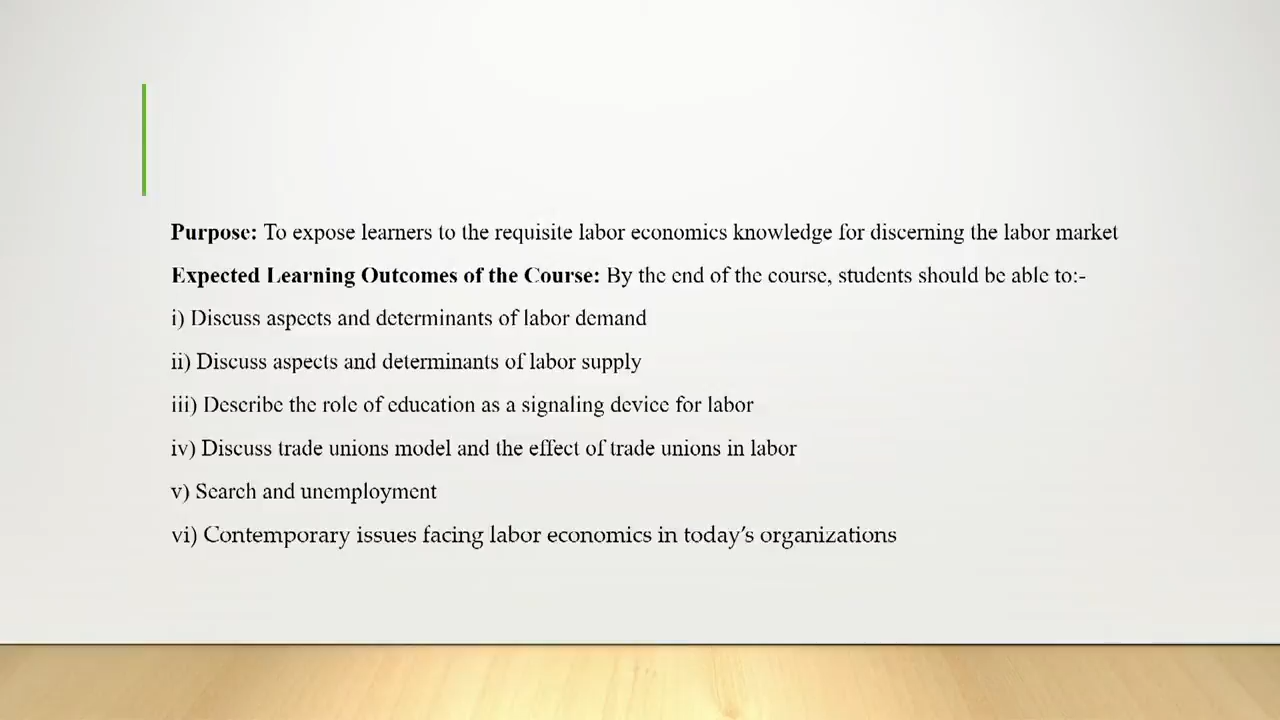 Purpose: To expose learners to the requisite labor economics knowledge for discerning the labor market
Expected Learning Outcomes of the Course: By the end of the course, students should be able to:-
i) Discuss aspects and determinants of labor demand
ii) Discuss aspects and determinants of labor supply
iii) Describe the role of education as a signaling device for labor
iv) Discuss trade unions model and the effect of trade unions in labor
v) Search and unemployment
vi) Contemporary issues facing labor economics in today’s organizations